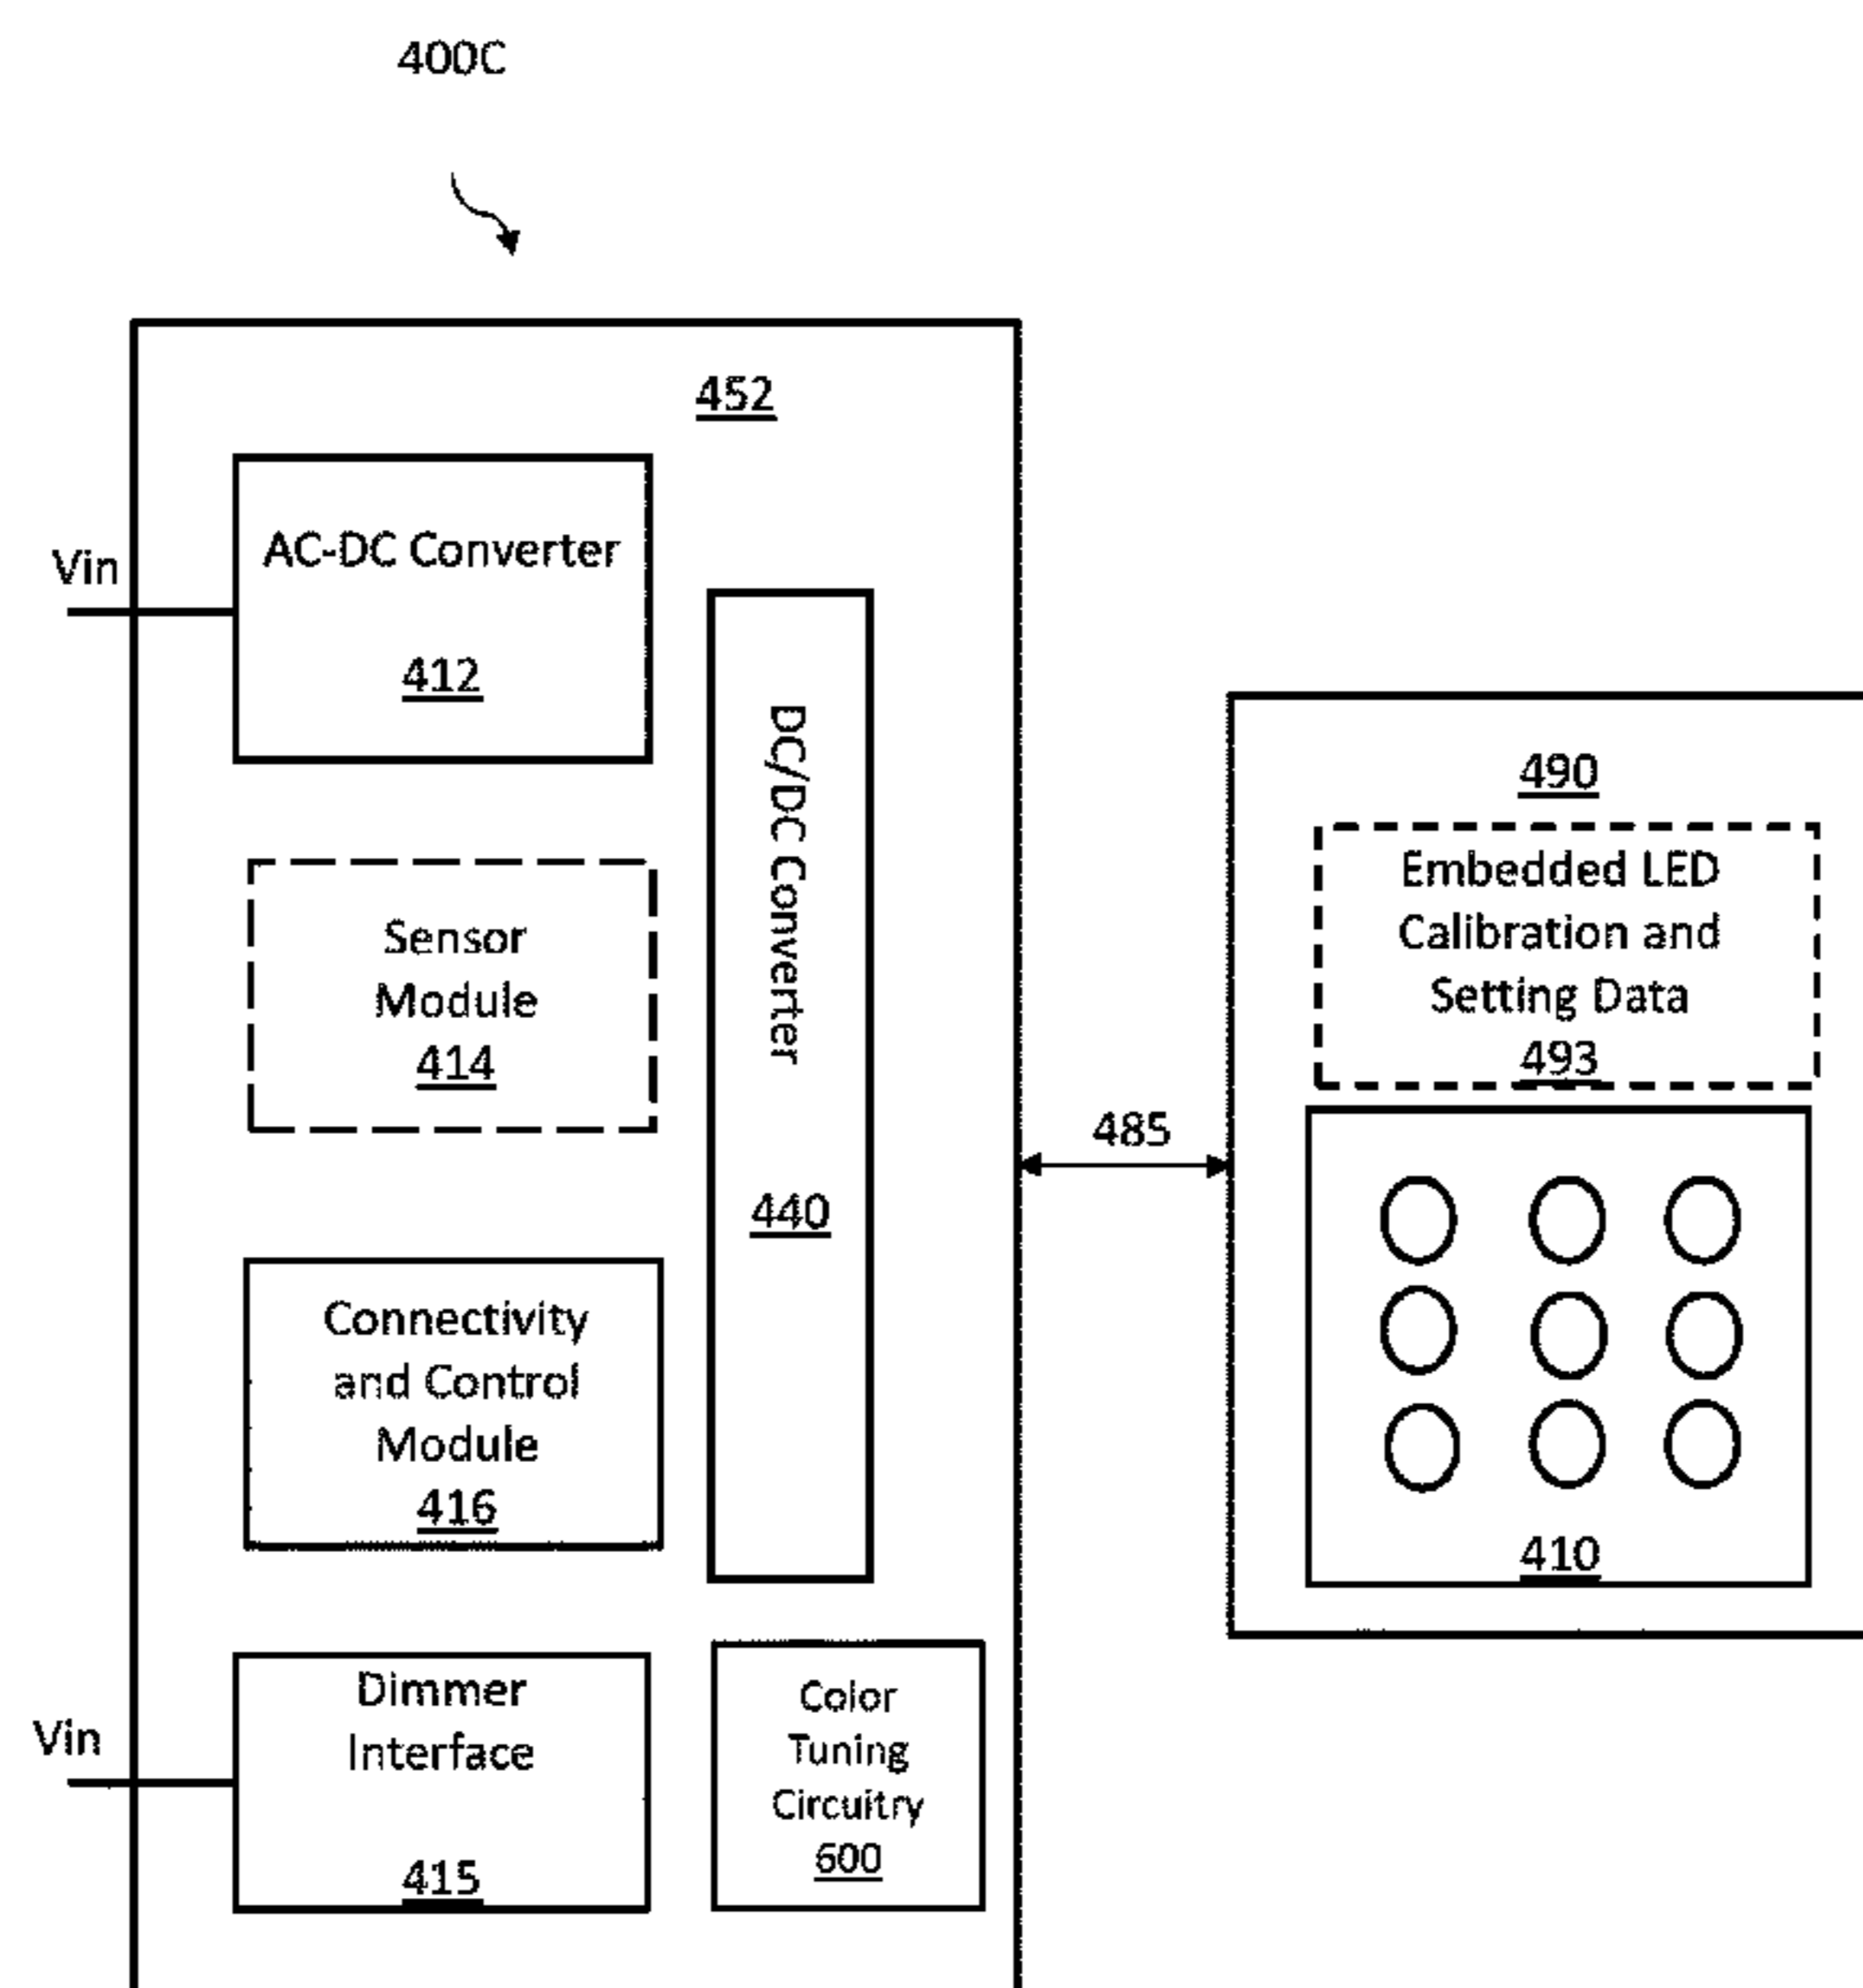 400C
452
Vin
AC-DC Converter
412
DC/DC Converter
440
Sensor
Module
414
Connectivity
and Control
Module
416
Vin
Dimmer
Interface
415
Color
Tuning
Circuitry
600
485
490
Embedded LED
Calibration and
Setting Data
493
410